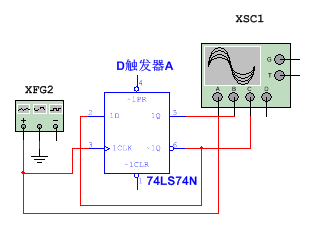 XSC1
G
T
A B C D
D触发器A
XFG2
4
~1PR
2
1D
1Q
5
3
1CLK
~1Q
6
~1CLR
1
74LS74N